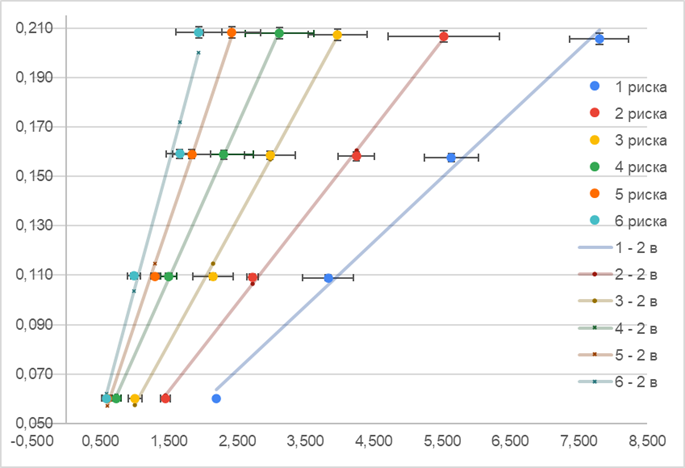 0,210
0,190
0,170
0,150
0,130
0,110
0,090
0,070
0,050
-0,500 0,500 1,500 2,500 3,500 4,500 5,500 6,500 7,500 8,500
1 риска
2 риска
3 риска
4 риска
5 риска
6 риска
1 - 2 в
2 - 2 в
3 - 2 в
4 - 2 в
5 - 2 в
6 - 2 в